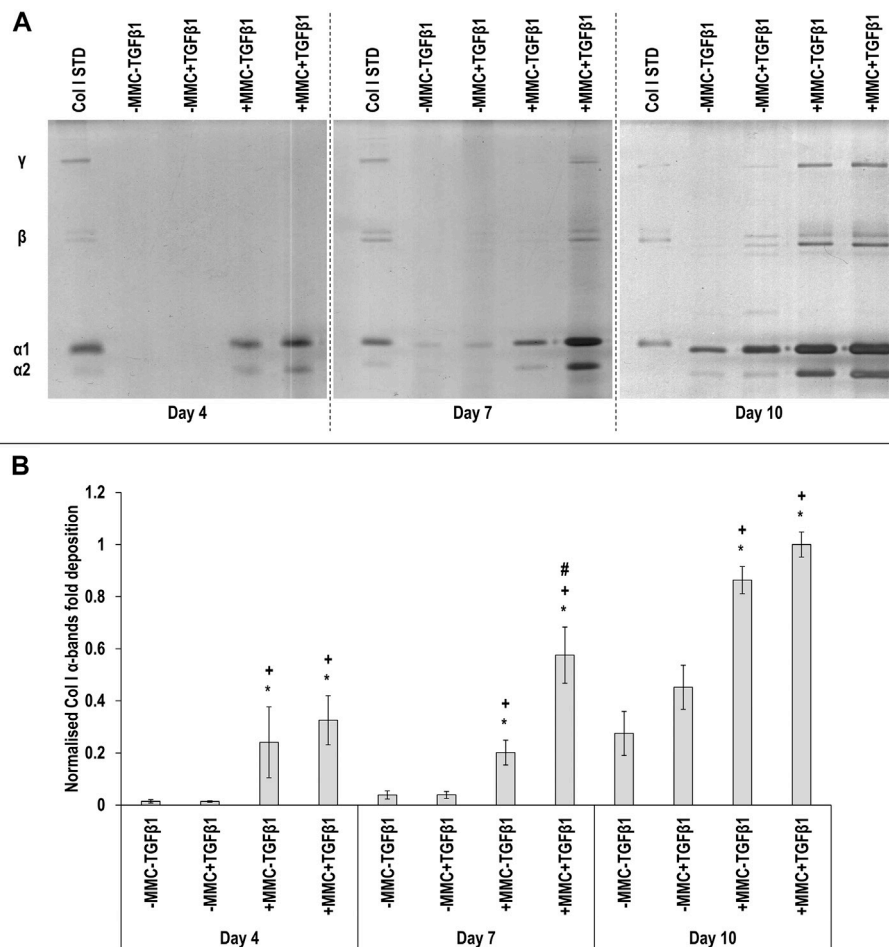 A
Col I STD
-MMC-TGFβ1
-MMC+TGFβ1
+MMC-TGFβ1
+MMC+TGFβ1
Col I STD
-MMC-TGFβ1
-MMC+TGFβ1
+MMC-TGFβ1
+MMC+TGFβ1
Col I STD
-MMC-TGFβ1
-MMC+TGFβ1
+MMC-TGFβ1
+MMC+TGFβ1
γ
β
α1
α2
Day 4
Day 7
Day 10
B
Normalised Col I α-bands fold deposition
1.2
1
0.8
0.6
0.4
0.2
0
+
*
+
*
+
*
#
+
*
+
*
+
*
-MMC-TGFβ1
-MMC+TGFβ1
+MMC-TGFβ1
+MMC+TGFβ1
-MMC-TGFβ1
-MMC+TGFβ1
+MMC-TGFβ1
+MMC+TGFβ1
-MMC-TGFβ1
-MMC+TGFβ1
+MMC-TGFβ1
+MMC+TGFβ1
Day 4
Day 7
Day 10